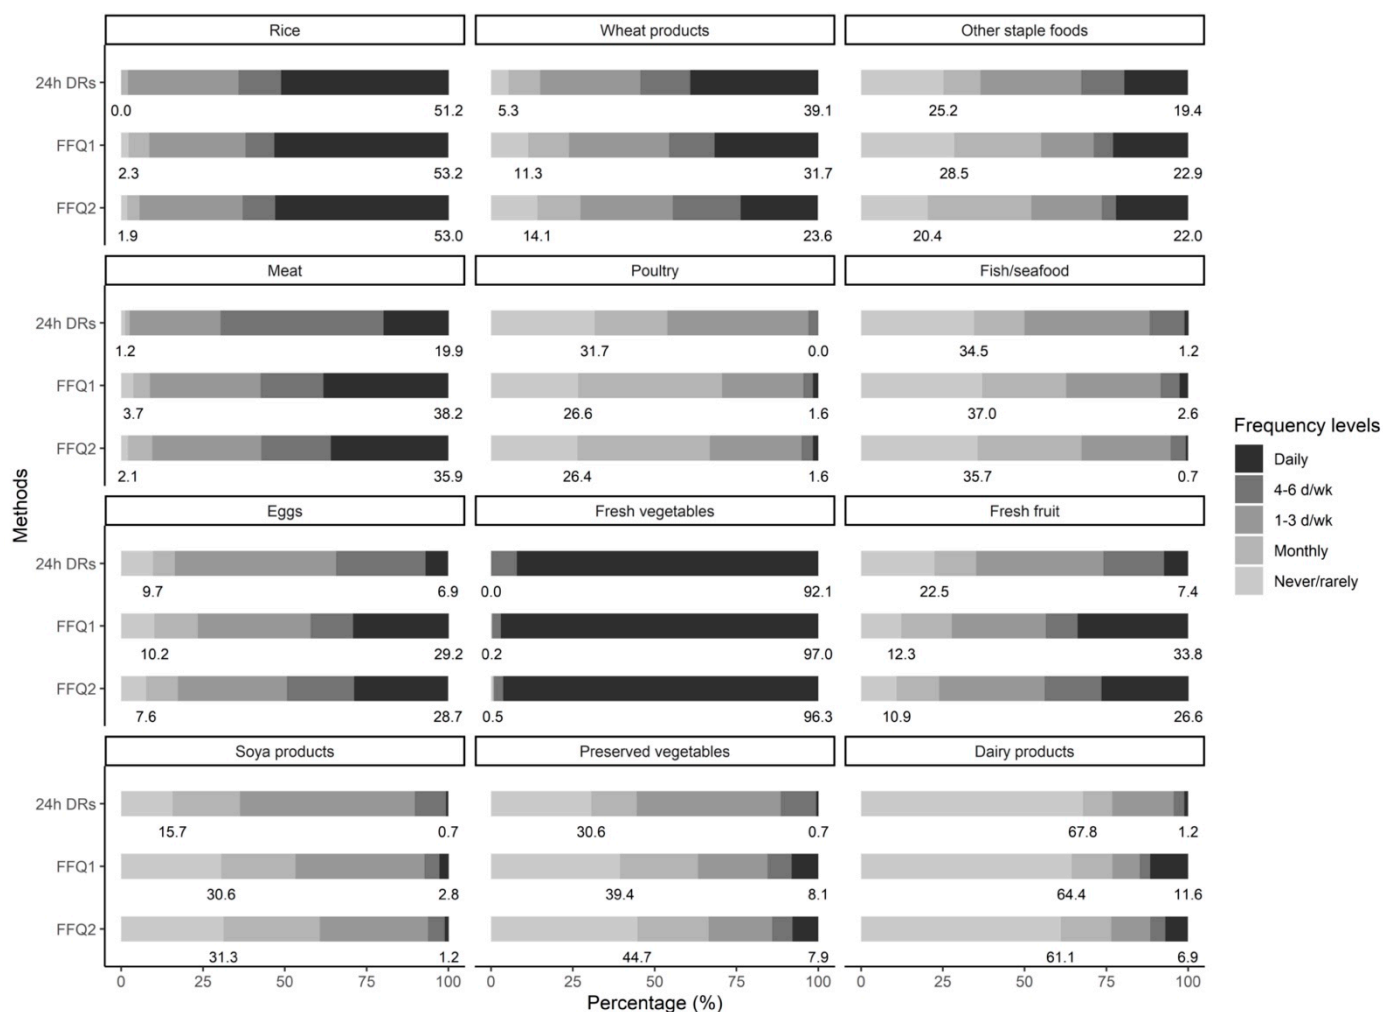 Rice Wheat products Other staple foods
24h DRs
0.0 51.2 5.3 39.1 25.2 19.4
FFQ1
2.3 53.2 11.3 31.7 28.5 22.9
FFQ2
1.9 53.0 14.1 23.6 20.4 22.0
Meat Poultry Fish/seafood
24h DRs
1.2 19.9 31.7 0.0 34.5 1.2
FFQ1
3.7 38.2 26.6 1.6 37.0 2.6
FFQ2
2.1 35.9 26.4 1.6 35.7 0.7
Eggs Fresh vegetables Fresh fruit
24h DRs
9.7 6.9 0.0 92.1 22.5 7.4
FFQ1
10.2 29.2 0.2 97.0 12.3 33.8
FFQ2
7.6 28.7 0.5 96.3 10.9 26.6
Soya products Preserved vegetables Dairy products
24h DRs
15.7 0.7 30.6 0.7 67.8 1.2
FFQ1
30.6 2.8 39.4 8.1 64.4 11.6
FFQ2
31.3 1.2 44.7 7.9 61.1 6.9
0 25 50 75 100 0 25 50 75 100 0 25 50 75 100
Percentage (%)
Methods
Frequency levels
Daily
4-6 d/wk
1-3 d/wk
Monthly
Never/rarely